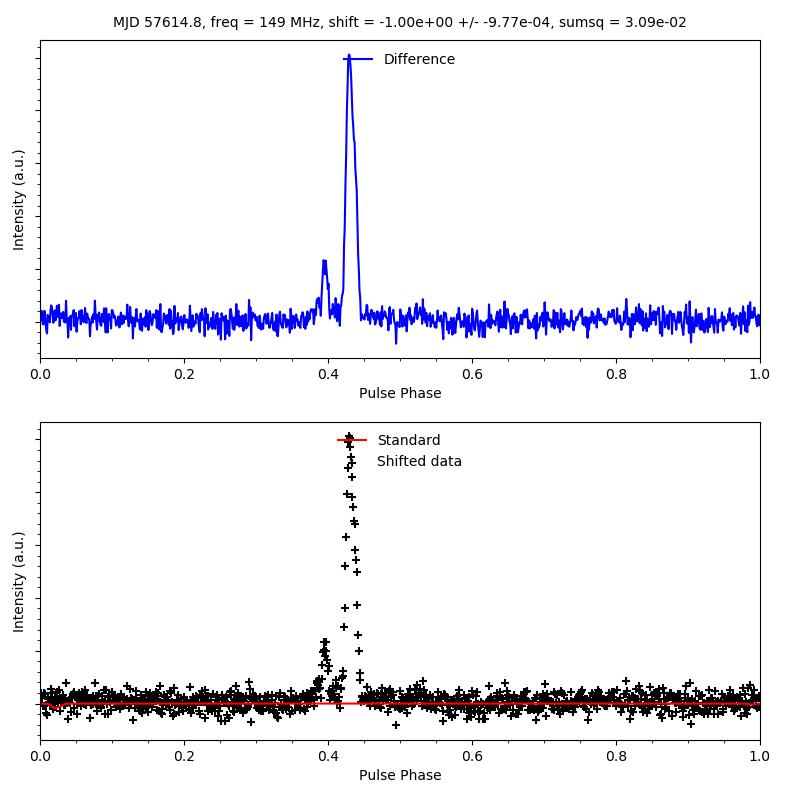 MJD 57614.8, freq = 149 MHz, shift = -1.00e+00 +/- -9.77e-04, sumsq = 3.09e-02
Difference
Intensity (a.u.)
0.0 0.2 0.4 0.6 0.8 1.0
Pulse Phase
Standard
Shifted data
Intensity (a.u.)
0.0 0.2 0.4 0.6 0.8 1.0
Pulse Phase